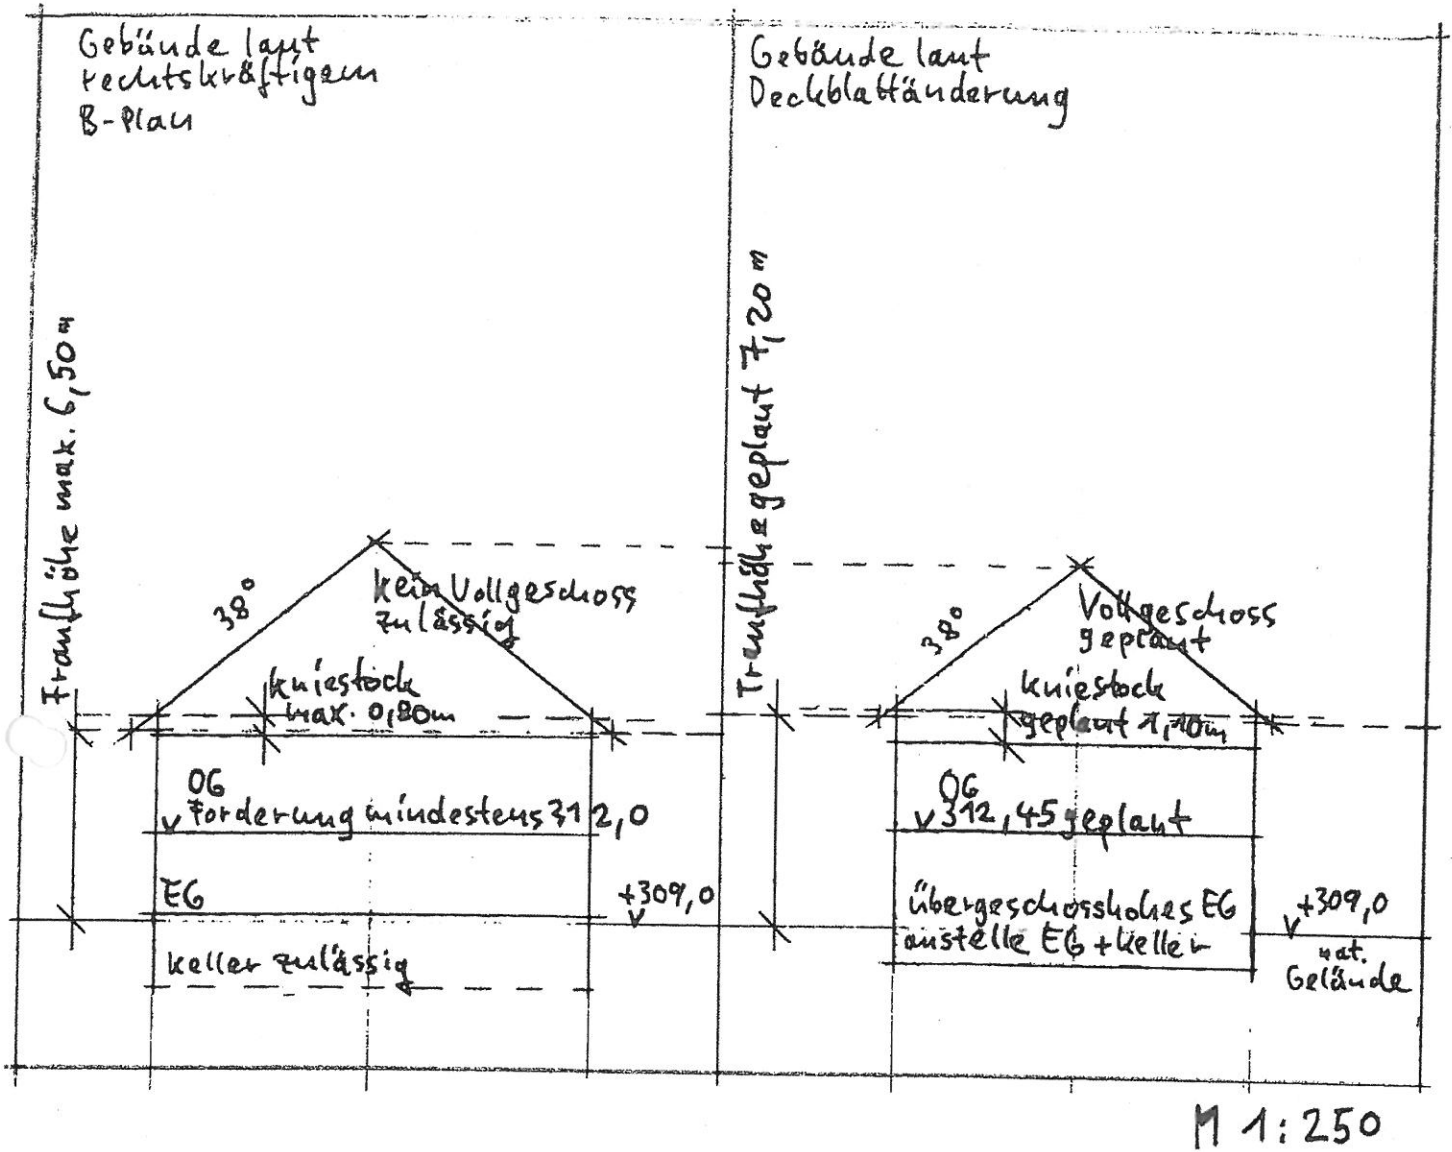 Gebäude laut
rechtskräftigem
B-Plan
Traufhöhe max. 6,50 m
38°
kein Vollgeschoss
zulässig
Kniestock
max. 0,80m
OG
Forderung mindestens 312,0
EG
+309,0
Keller zulässig
Gebäude laut
Deckblattänderung
Traufhöhe geplant 7,20 m
38°
Vollgeschoss
geplant
Kniestock
geplant 1,10m
OG
312,45 geplant
übergeschosshohes EG
anstelle EG + Keller
+309,0
nat.
Gelände
M 1:250